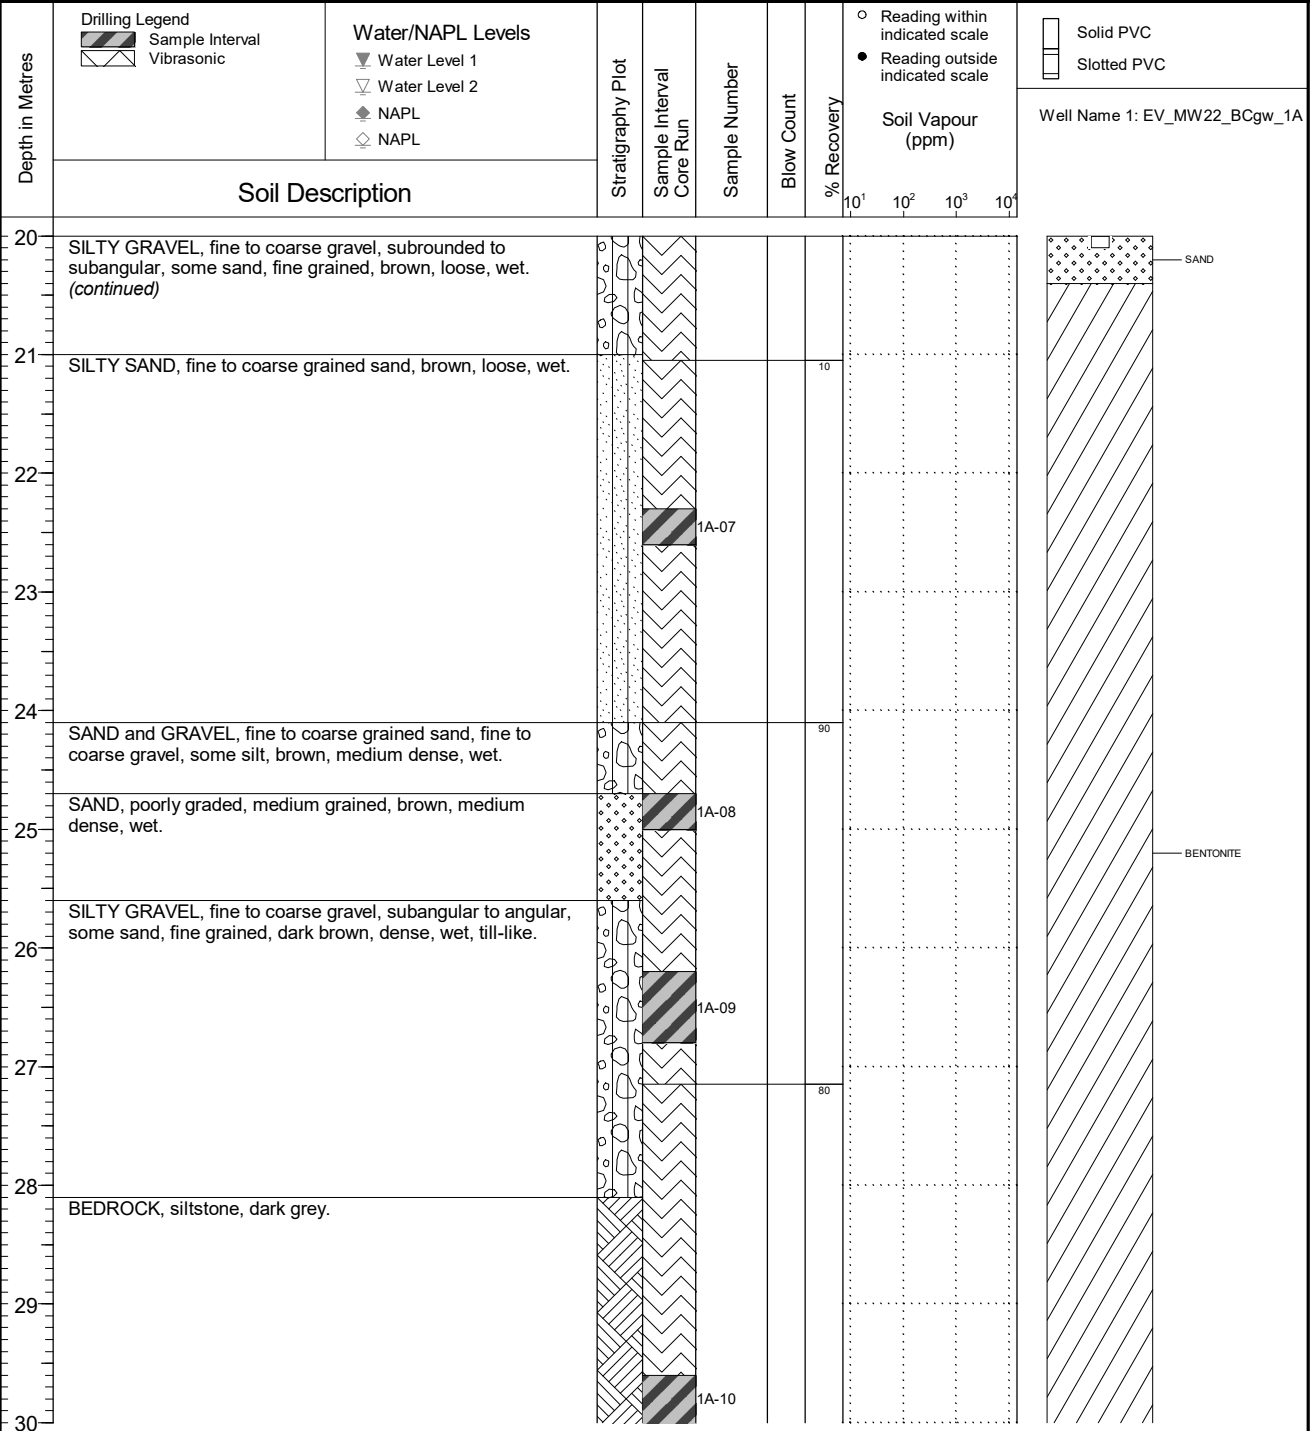 Depth in Metres
Drilling Legend
Sample Interval
Vibrasonic
Water/NAPL Levels
Water Level 1
Water Level 2
NAPL
NAPL
Soil Description
Stratigraphy Plot
Sample Interval
Core Run
Sample Number
Blow Count
% Recovery
Reading within
indicated scale
Reading outside
indicated scale
Soil Vapour
(ppm)
10¹ 10² 10³ 10⁴
Solid PVC
Slotted PVC
Well Name 1: EV_MW22_BCgw_1A
20
SILTY GRAVEL, fine to coarse gravel, subrounded to
subangular, some sand, fine grained, brown, loose, wet.
(continued)
SAND
21
SILTY SAND, fine to coarse grained sand, brown, loose, wet.
10
22
1A-07
23
24
SAND and GRAVEL, fine to coarse grained sand, fine to
coarse gravel, some silt, brown, medium dense, wet.
90
SAND, poorly graded, medium grained, brown, medium
dense, wet.
1A-08
25
BENTONITE
SILTY GRAVEL, fine to coarse gravel, subangular to angular,
some sand, fine grained, dark brown, dense, wet, till-like.
26
1A-09
27
80
28
BEDROCK, siltstone, dark grey.
29
1A-10
30